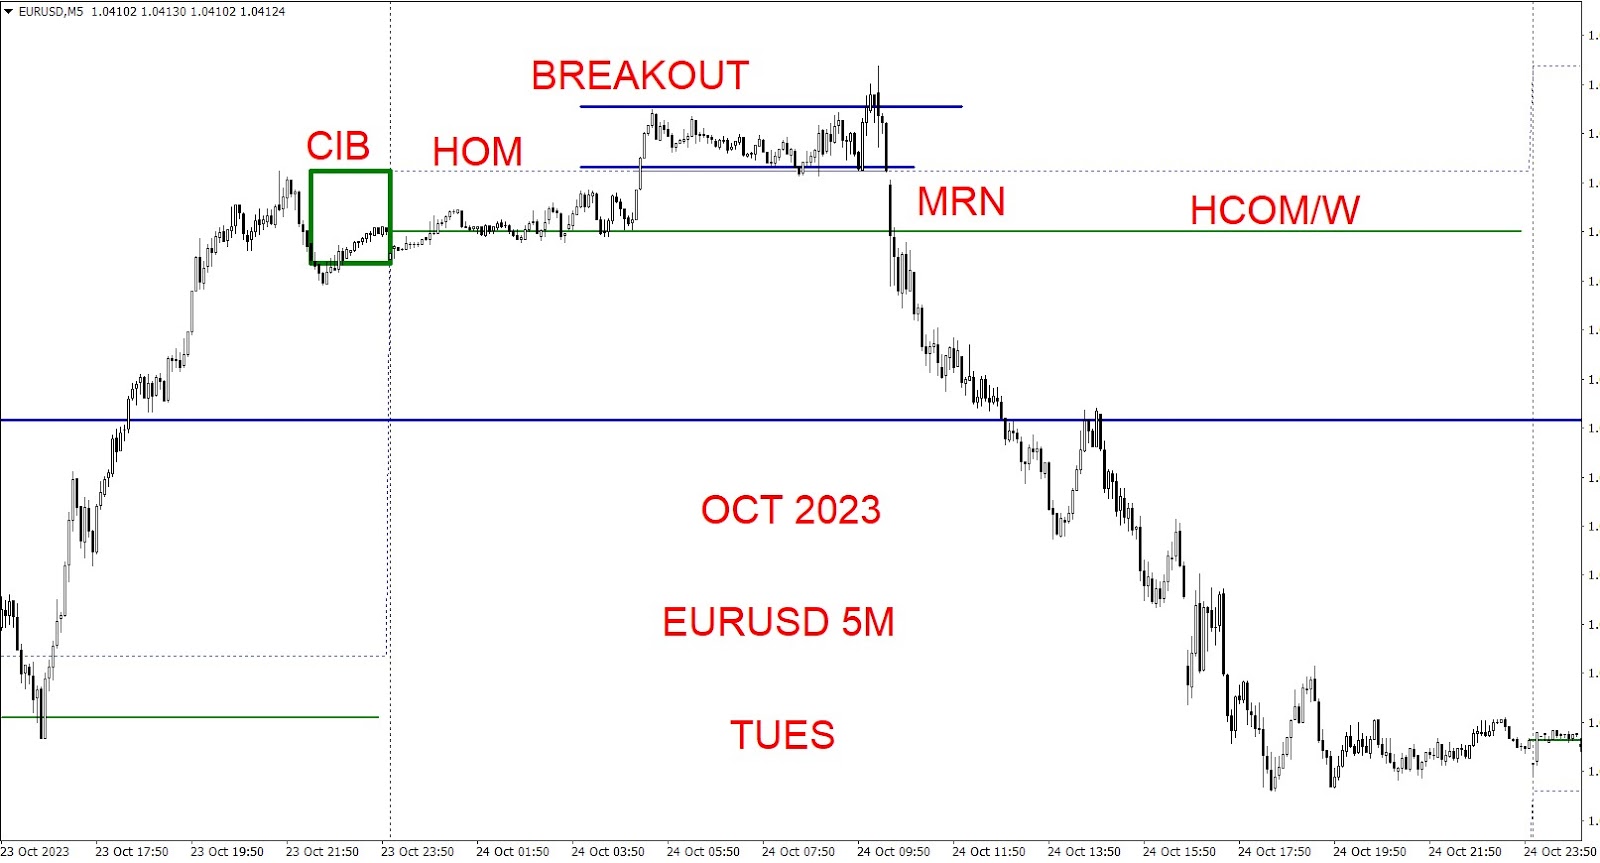 EURUSD,M5 1.04102 1.04130 1.04102 1.04124
BREAKOUT
CIB
HOM
MRN
HCOM/W
OCT 2023
EURUSD 5M
TUES
23 Oct 2023
23 Oct 17:50
23 Oct 19:50
23 Oct 21:50
23 Oct 23:50
24 Oct 01:50
24 Oct 03:50
24 Oct 05:50
24 Oct 07:50
24 Oct 09:50
24 Oct 11:50
24 Oct 13:50
24 Oct 15:50
24 Oct 17:50
24 Oct 19:50
24 Oct 21:50
24 Oct 23:50